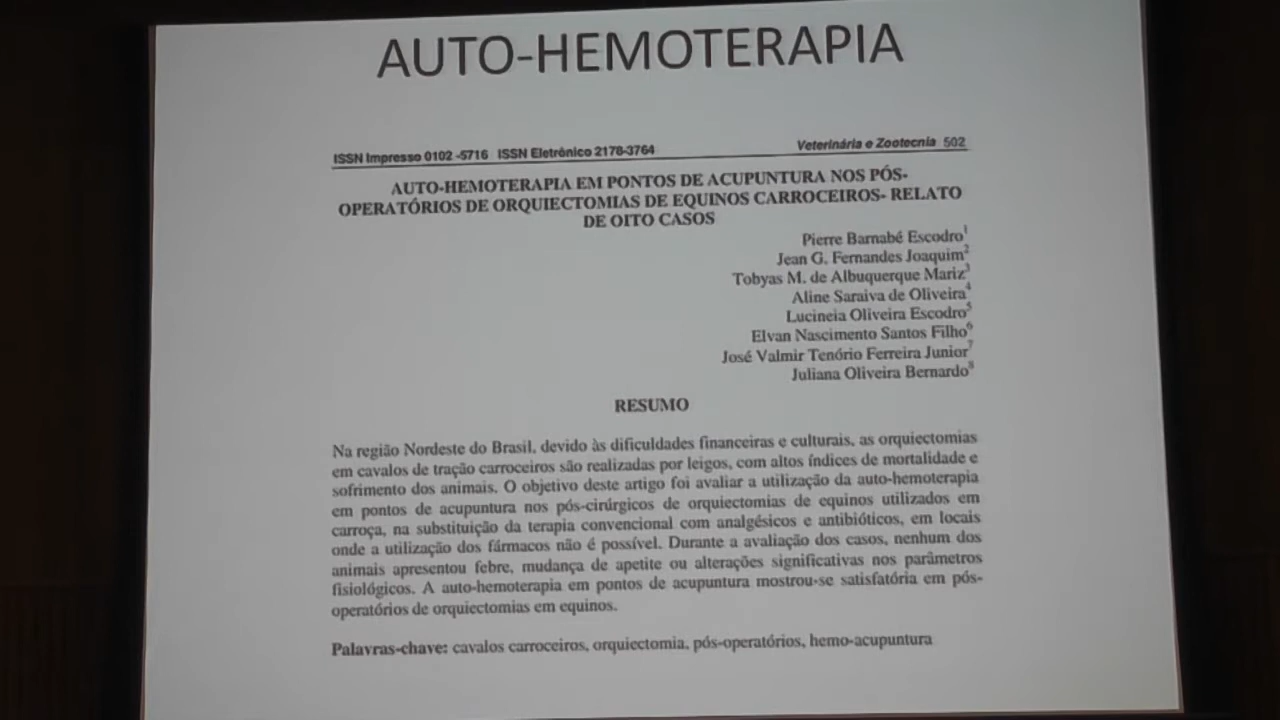 AUTO-HEMOTERAPIA
ISSN Impresso 0102 -5716 ISSN Eletrônico 2178-3764 Veterinária e Zootecnia 502
AUTO-HEMOTERAPIA EM PONTOS DE ACUPUNTURA NOS PÓS-
OPERATÓRIOS DE ORQUIECTOMIAS DE EQUINOS CARROCEIROS- RELATO
DE OITO CASOS
Pierre Barnabé Escodro1
Jean G. Fernandes Joaquim2
Tobyas M. de Albuquerque Mariz3
Aline Saraiva de Oliveira4
Lucineia Oliveira Escodro5
Elvan Nascimento Santos Filho6
José Valmir Tenório Ferreira Junior7
Juliana Oliveira Bernardo8
RESUMO
Na região Nordeste do Brasil, devido às dificuldades financeiras e culturais, as orquiectomias
em cavalos de tração carroceiros são realizadas por leigos, com altos índices de mortalidade e
sofrimento dos animais. O objetivo deste artigo foi avaliar a utilização da auto-hemoterapia
em pontos de acupuntura nos pós-cirúrgicos de orquiectomias de equinos utilizados em
carroça, na substituição da terapia convencional com analgésicos e antibióticos, em locais
onde a utilização dos fármacos não é possível. Durante a avaliação dos casos, nenhum dos
animais apresentou febre, mudança de apetite ou alterações significativas nos parâmetros
fisiológicos. A auto-hemoterapia em pontos de acupuntura mostrou-se satisfatória em pós-
operatórios de orquiectomias em equinos.
Palavras-chave: cavalos carroceiros, orquiectomia, pós-operatórios, hemo-acupuntura